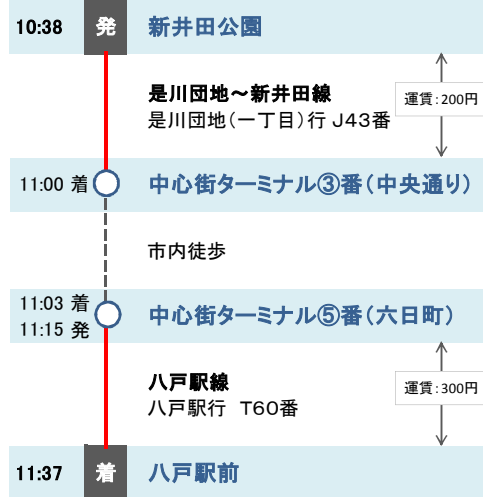 10:38 発 新井田公園
是川団地～新井田線
是川団地（一丁目）行 J43番
運賃：200円
11:00 着 中心街ターミナル③番（中央通り）
市内徒歩
11:03 着
11:15 発
中心街ターミナル⑤番（六日町）
八戸駅線
八戸駅行　T60番
運賃：300円
11:37 着 八戸駅前